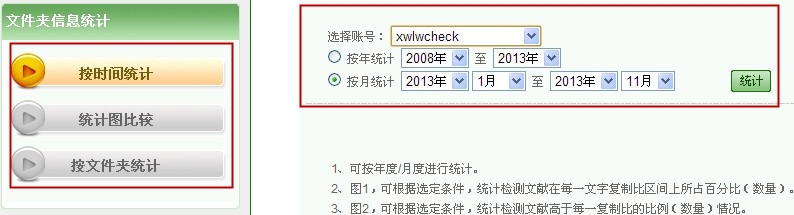 文件夹信息统计
按时间统计
统计图比较
按文件夹统计
选择账号： xwlwcheck
按年统计 2008年 至 2013年
按月统计 2013年 1月 至 2013年 11月 统计
1、可按年度/月度进行统计。
2、图1，可根据选定条件，统计检测文献在每一文字复制比区间上所占百分比（数量）。
3、图2，可根据选定条件，统计检测文献高于每一复制比的比例（数量）情况。